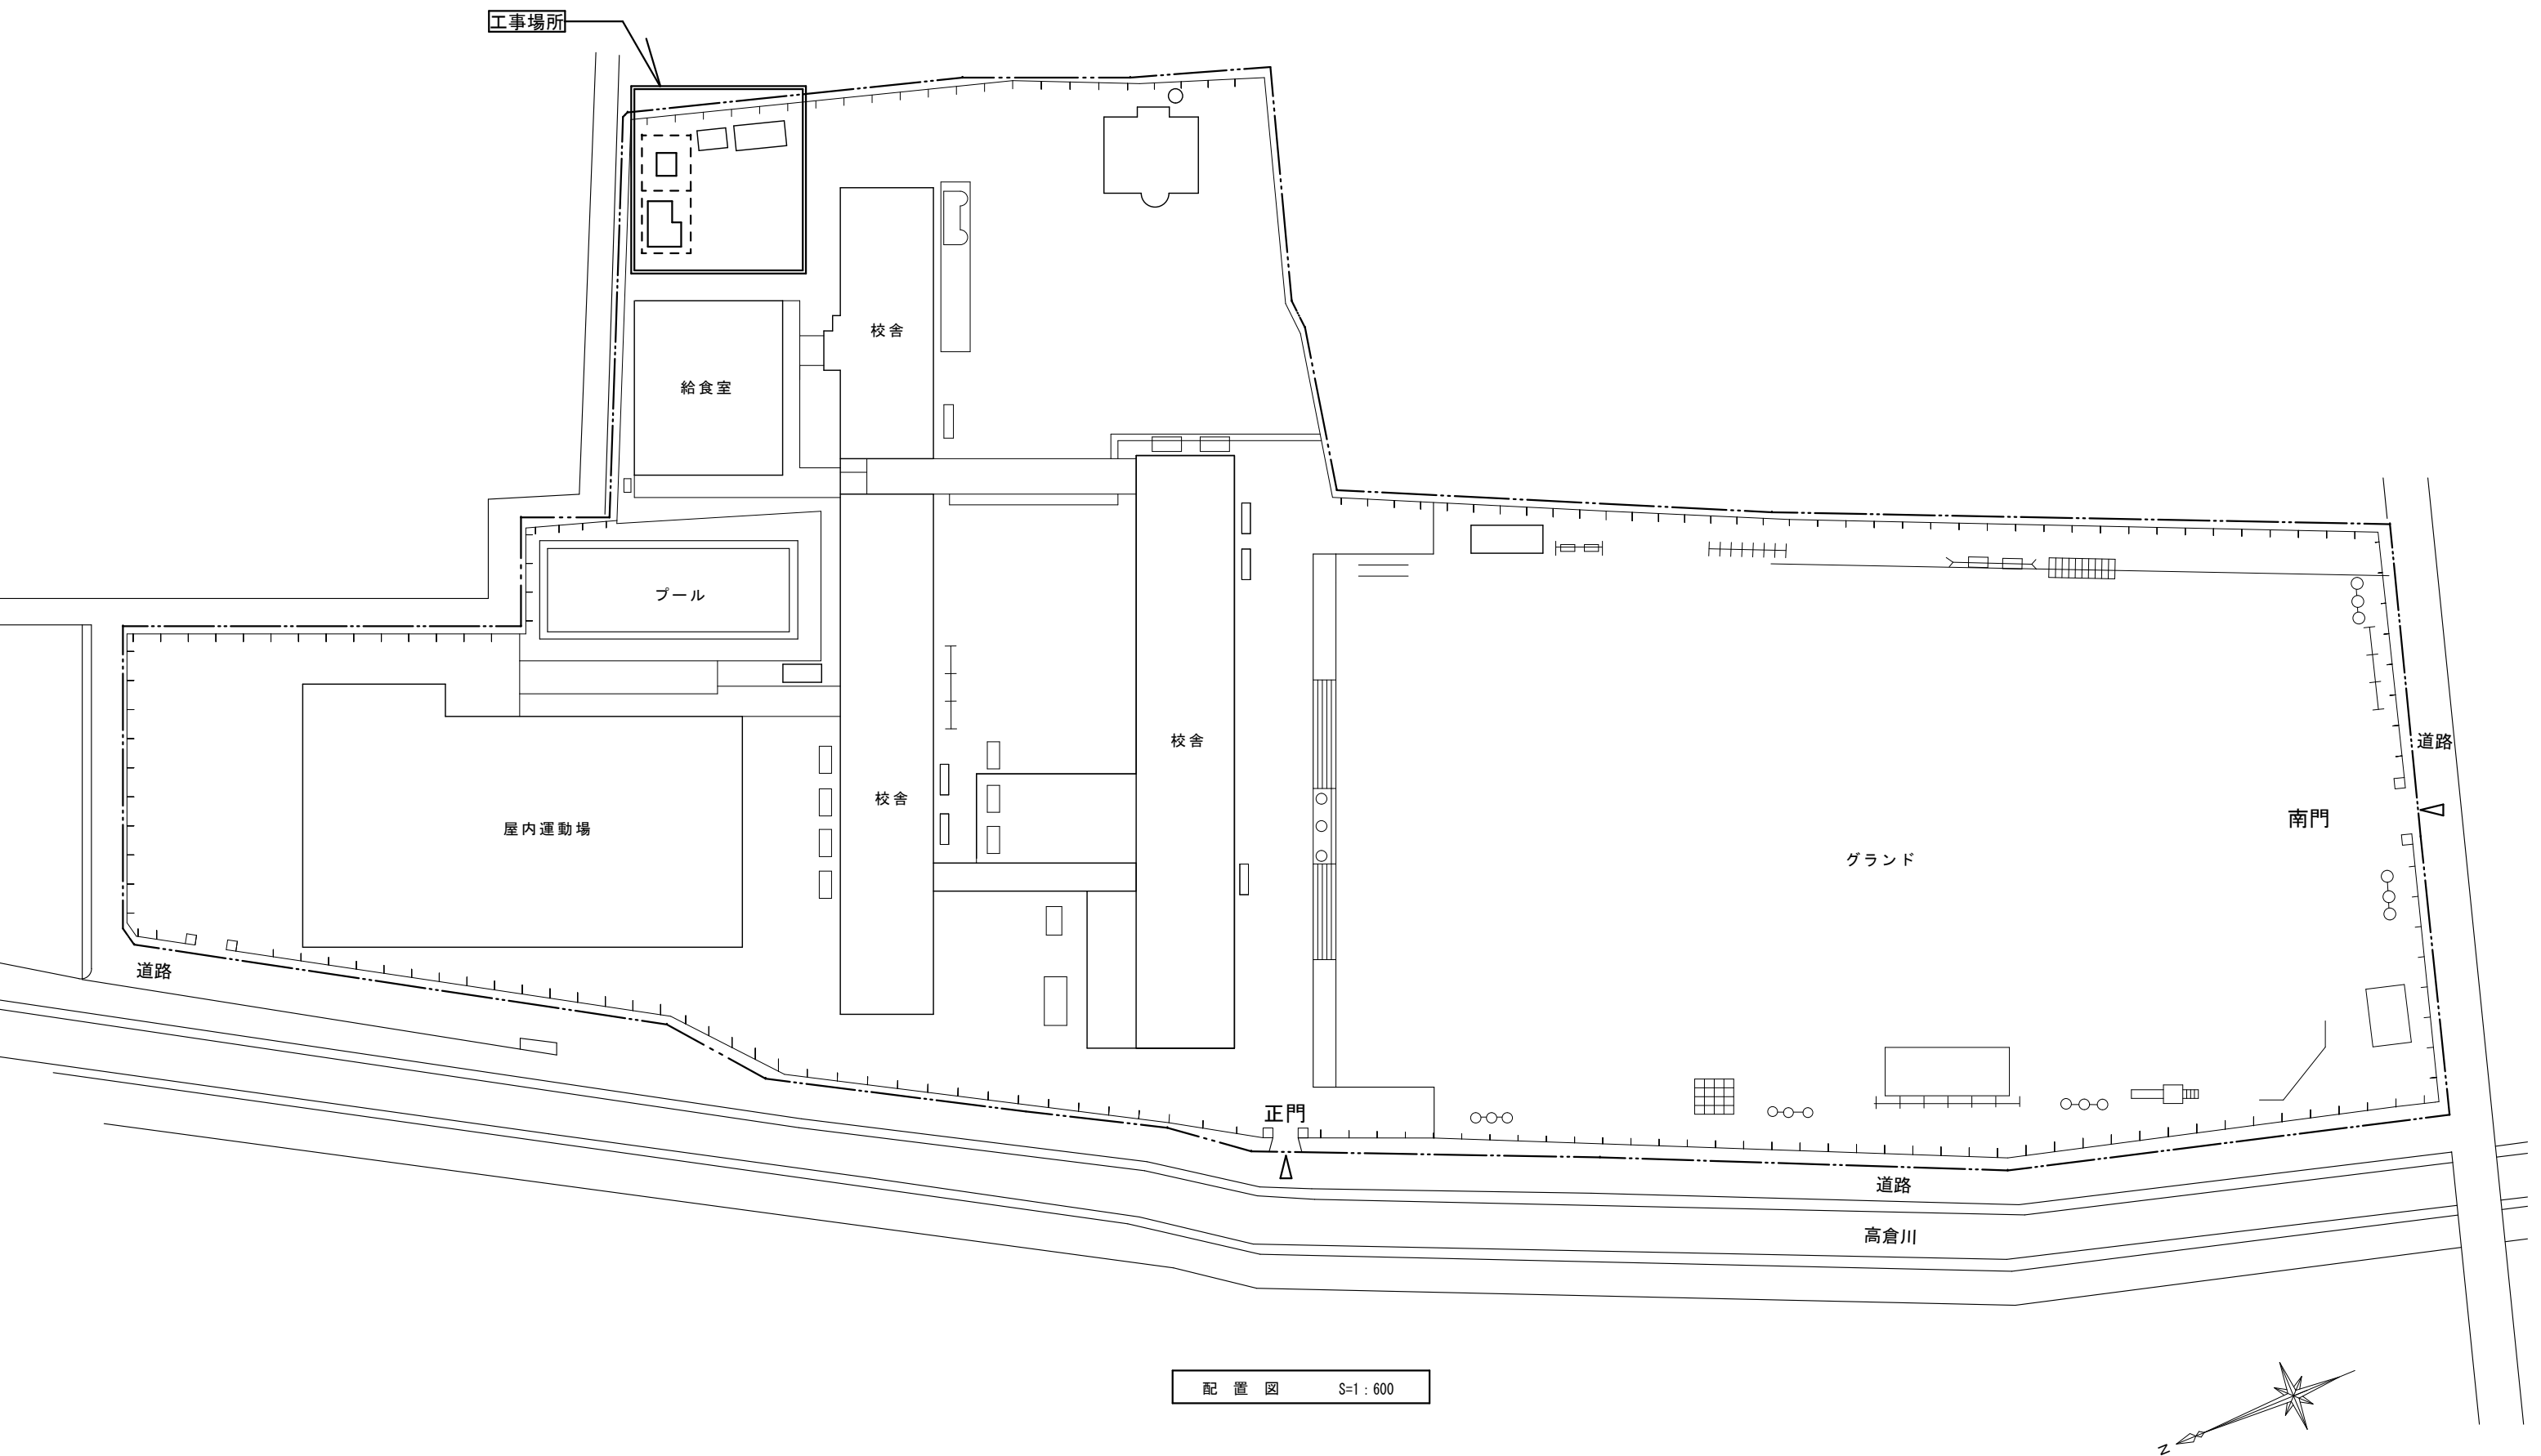 工事場所
校舎
給食室
プール
校舎
校舎
屋内運動場
道路
南門
グランド
道路
正門
道路
高倉川
配置図 S=1:600
N